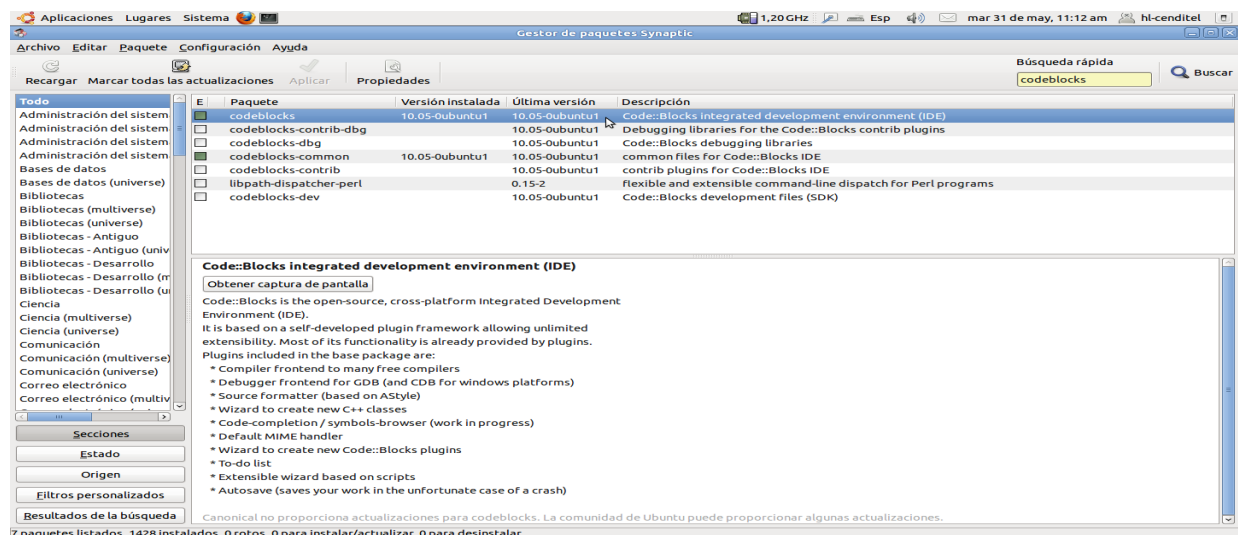 Aplicaciones Lugares Sistema 1,20 GHz Esp mar 31 de may, 11:12 am hl-cenditel
Gestor de paquetes Synaptic
Archivo Editar Paquete Configuración Ayuda
Recargar Marcar todas las actualizaciones Aplicar Propiedades
Búsqueda rápida
codeblocks
Buscar
Todo
Administración del sistem
Administración del sistem
Administración del sistem
Administración del sistem
Bases de datos
Bases de datos (universe)
Bibliotecas
Bibliotecas (multiverse)
Bibliotecas (universe)
Bibliotecas - Antiguo
Bibliotecas - Antiguo (univ
Bibliotecas - Desarrollo
Bibliotecas - Desarrollo (m
Bibliotecas - Desarrollo (u
Ciencia
Ciencia (multiverse)
Ciencia (universe)
Comunicación
Comunicación (multiverse)
Comunicación (universe)
Correo electrónico
Correo electrónico (multiv
Secciones
Estado
Origen
Filtros personalizados
Resultados de la búsqueda
E Paquete Versión instalada Última versión Descripción
codeblocks 10.05-0ubuntu1 10.05-0ubuntu1 Code::Blocks integrated development environment (IDE)
codeblocks-contrib-dbg 10.05-0ubuntu1 Debugging libraries for the Code::Blocks contrib plugins
codeblocks-dbg 10.05-0ubuntu1 Code::Blocks debugging libraries
codeblocks-common 10.05-0ubuntu1 10.05-0ubuntu1 common files for Code::Blocks IDE
codeblocks-contrib 10.05-0ubuntu1 contrib plugins for Code::Blocks IDE
libpath-dispatcher-perl 0.15-2 flexible and extensible command-line dispatch for Perl programs
codeblocks-dev 10.05-0ubuntu1 Code::Blocks development files (SDK)
Code::Blocks integrated development environment (IDE)
Obtener captura de pantalla
Code::Blocks is the open-source, cross-platform Integrated Development
Environment (IDE).
It is based on a self-developed plugin framework allowing unlimited
extensibility. Most of its functionality is already provided by plugins.
Plugins included in the base package are:
* Compiler frontend to many free compilers
* Debugger frontend for GDB (and CDB for windows platforms)
* Source formatter (based on AStyle)
* Wizard to create new C++ classes
* Code-completion / symbols-browser (work in progress)
* Default MIME handler
* Wizard to create new Code::Blocks plugins
* To-do list
* Extensible wizard based on scripts
* Autosave (saves your work in the unfortunate case of a crash)
Canonical no proporciona actualizaciones para codeblocks. La comunidad de Ubuntu puede proporcionar algunas actualizaciones.
7 paquetes listados, 1428 instalados, 0 rotos, 0 para instalar/actualizar, 0 para desinstalar